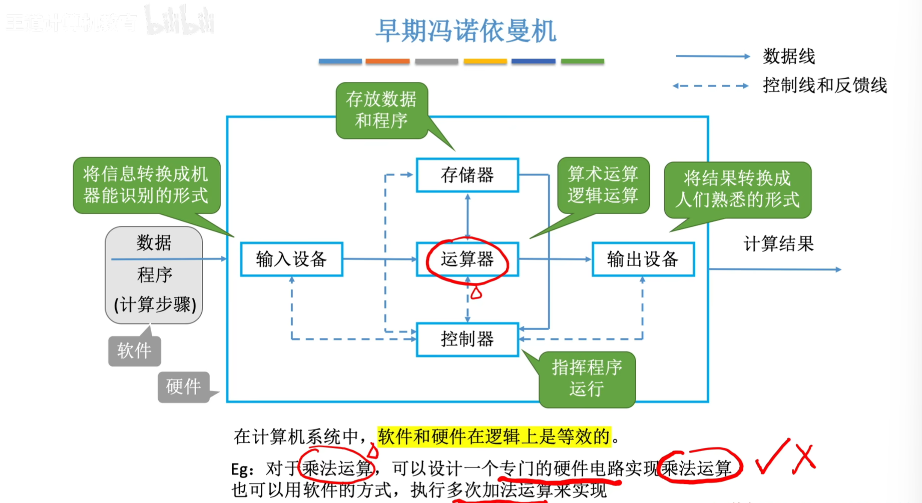 早期冯诺依曼机
数据线
控制线和反馈线
存放数据
和程序
将信息转换成机
器能识别的形式
存储器
算术运算
逻辑运算
将结果转换成
人们熟悉的形式
数据
程序
(计算步骤)
输入设备
运算器
输出设备
计算结果
控制器
软件
硬件
指挥程序
运行
在计算机系统中，软件和硬件在逻辑上是等效的。
Eg：对于乘法运算，可以设计一个专门的硬件电路实现乘法运算
也可以用软件的方式，执行多次加法运算来实现